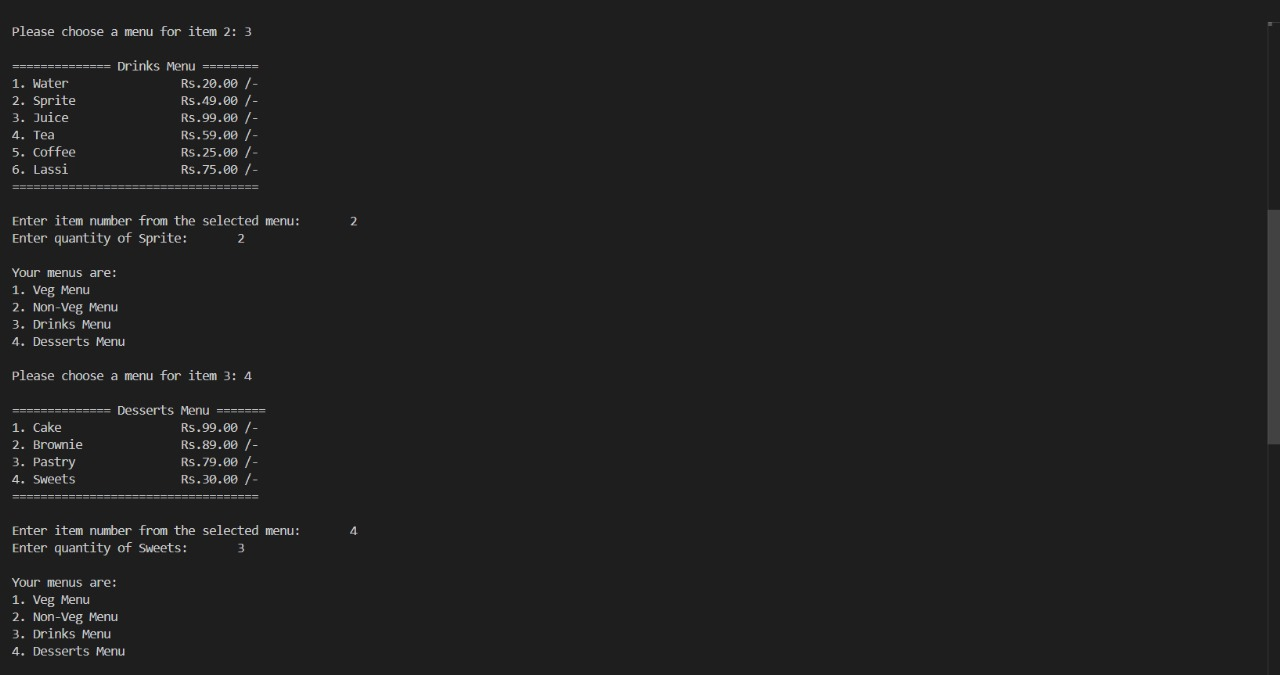 Please choose a menu for item 2: 3
============== Drinks Menu ========
1. Water                Rs.20.00 /-
2. Sprite               Rs.49.00 /-
3. Juice                Rs.99.00 /-
4. Tea                  Rs.59.00 /-
5. Coffee               Rs.25.00 /-
6. Lassi                Rs.75.00 /-
===================================
Enter item number from the selected menu:       2
Enter quantity of Sprite:       2
Your menus are:
1. Veg Menu
2. Non-Veg Menu
3. Drinks Menu
4. Desserts Menu
Please choose a menu for item 3: 4
============== Desserts Menu =======
1. Cake                 Rs.99.00 /-
2. Brownie              Rs.89.00 /-
3. Pastry               Rs.79.00 /-
4. Sweets               Rs.30.00 /-
===================================
Enter item number from the selected menu:       4
Enter quantity of Sweets:       3
Your menus are:
1. Veg Menu
2. Non-Veg Menu
3. Drinks Menu
4. Desserts Menu